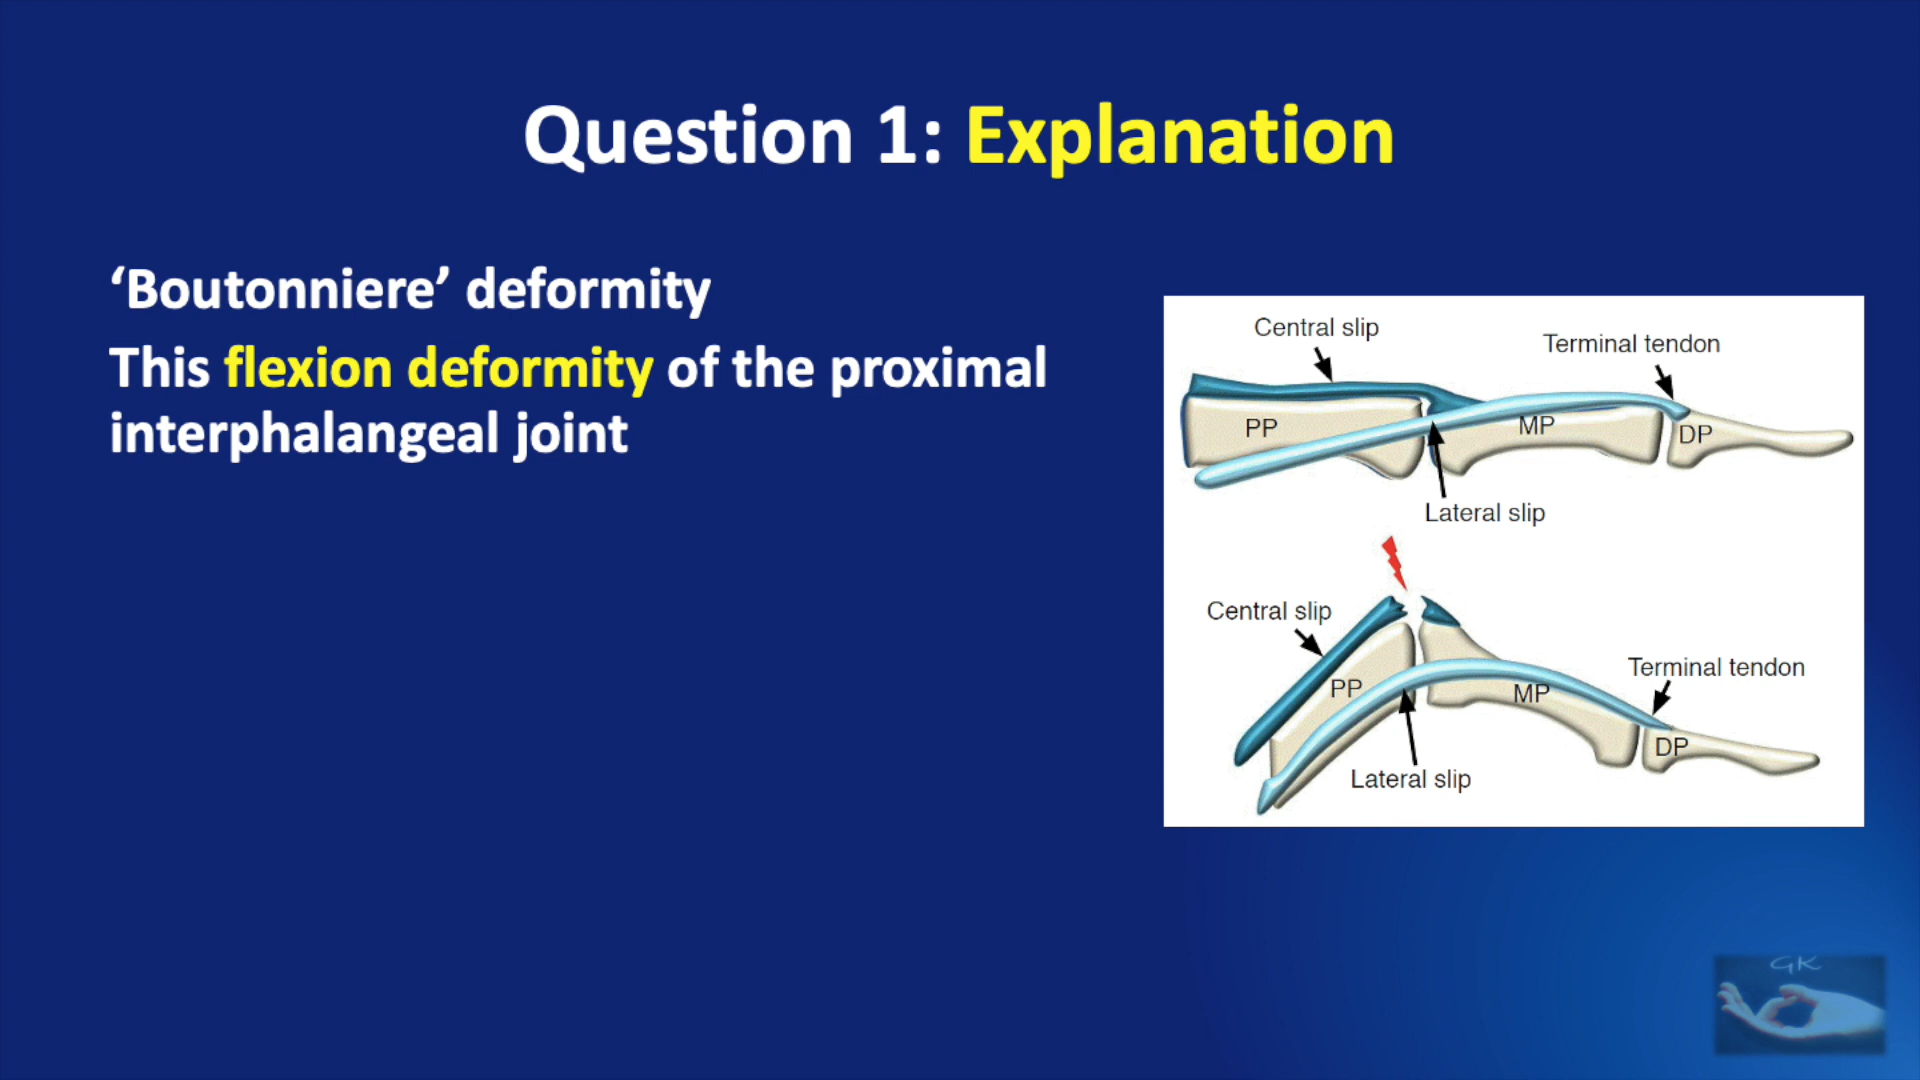 Question 1: Explanation
‘Boutonniere’ deformity
This flexion deformity of the proximal
interphalangeal joint
Central slip
Terminal tendon
PP
MP
DP
Lateral slip
Central slip
Terminal tendon
PP
MP
DP
Lateral slip
GK